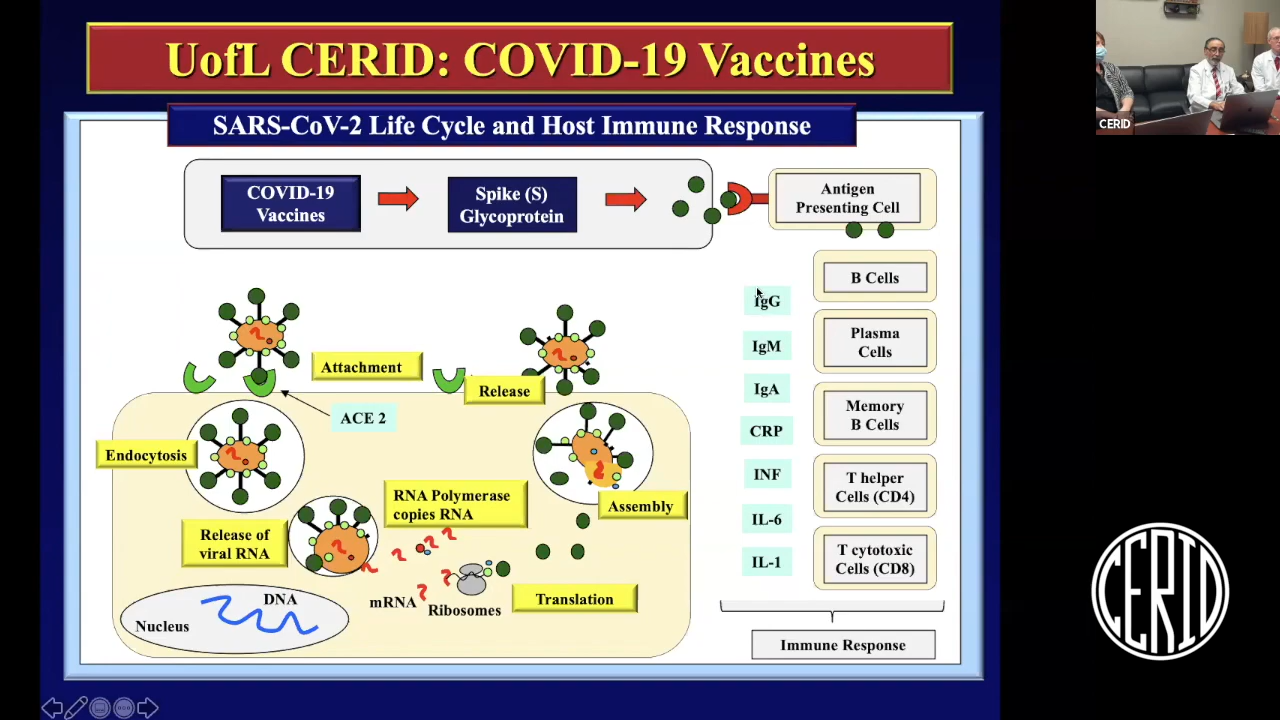 UofL CERID: COVID-19 Vaccines
SARS-CoV-2 Life Cycle and Host Immune Response
COVID-19
Vaccines
Spike (S)
Glycoprotein
Antigen
Presenting Cell
B Cells
Plasma
Cells
Memory
B Cells
T helper
Cells (CD4)
T cytotoxic
Cells (CD8)
IgG
IgM
IgA
CRP
INF
IL-6
IL-1
Immune Response
Attachment
ACE 2
Release
Endocytosis
RNA Polymerase
copies RNA
Assembly
Release of
viral RNA
mRNA
Ribosomes
Translation
DNA
Nucleus
CERID
CERID